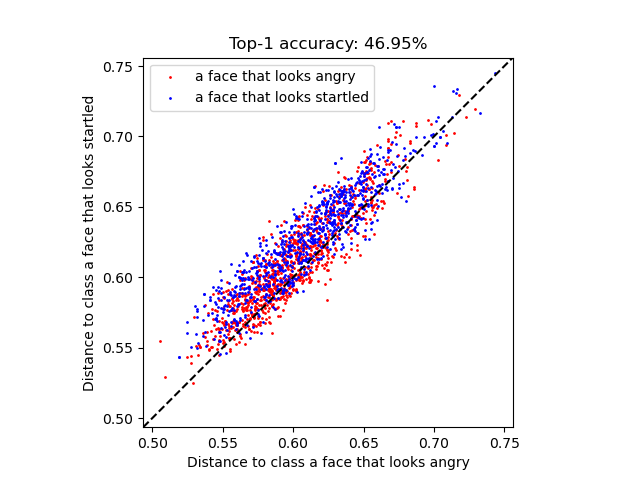 Top-1 accuracy: 46.95%
a face that looks angry
a face that looks startled
Distance to class a face that looks startled
0.75
0.70
0.65
0.60
0.55
0.50
0.50 0.55 0.60 0.65 0.70 0.75
Distance to class a face that looks angry